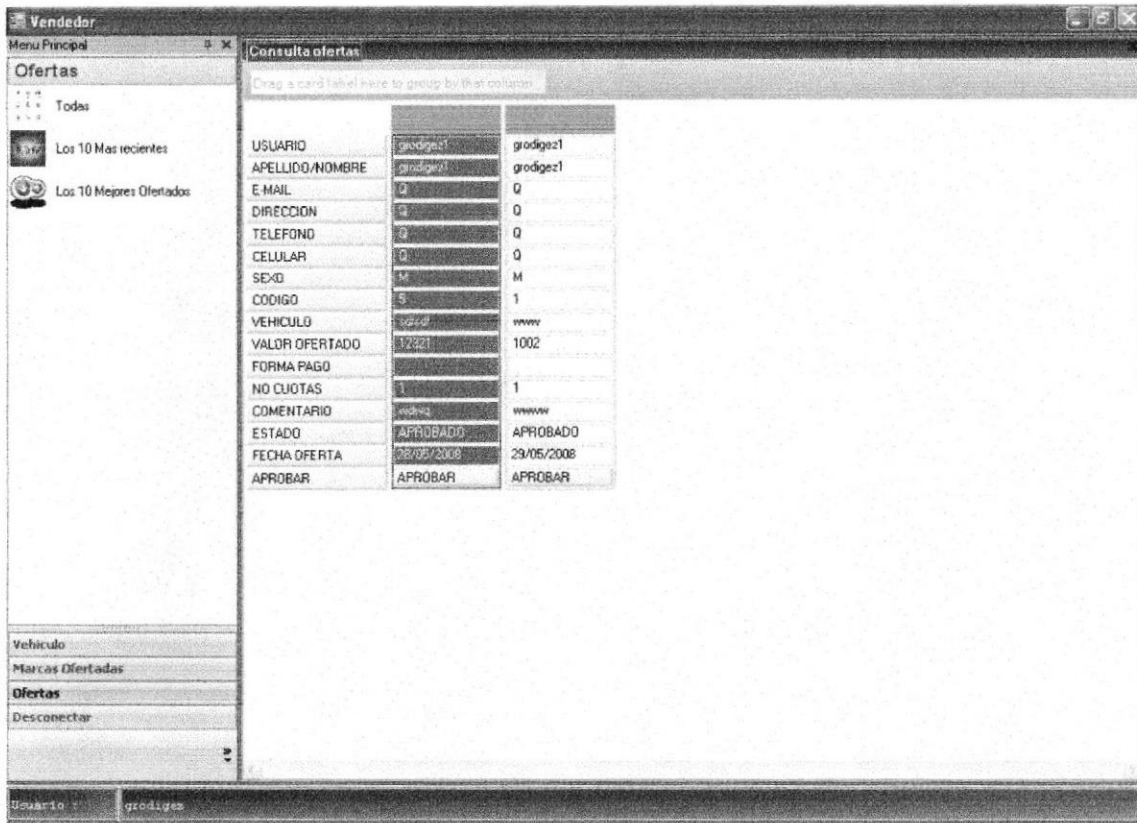 Vendedor
Menu Principal
Ofertas
Todas
Los 10 Mas recientes
Los 10 Mejores Ofertados
Vehiculo
Marcas Ofertadas
Ofertas
Desconectar
Consulta ofertas
Drag a card label here to group by that column.
USUARIO grodigez1 grodigez1
APELLIDO/NOMBRE grodigez1 grodigez1
E-MAIL Q Q
DIRECCION Q Q
TELEFONO Q Q
CELULAR Q Q
SEXO M M
CODIGO 5 1
VEHICULO wwww
VALOR OFERTADO 12321 1002
FORMA PAGO
NO CUOTAS 1 1
COMENTARIO wwwww
ESTADO APROBADO APROBADO
FECHA OFERTA 28/05/2008 29/05/2008
APROBAR APROBAR APROBAR
Usuario : grodigez